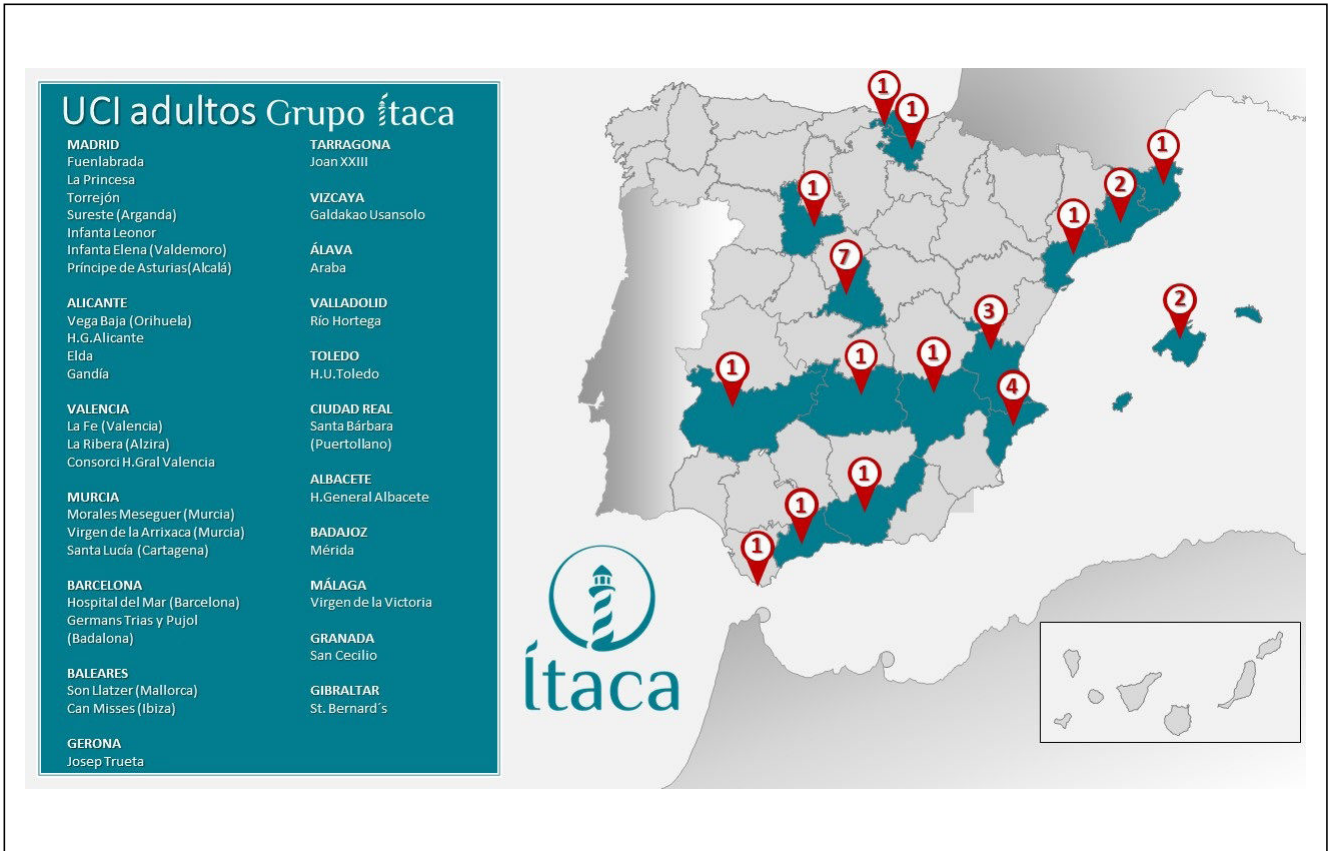 UCI adultos Grupo ítaca
MADRID
Fuenlabrada
La Princesa
Torrejón
Sureste (Arganda)
Infanta Leonor
Infanta Elena (Valdemoro)
Príncipe de Asturias(Alcalá)
ALICANTE
Vega Baja (Orihuela)
H.G.Alicante
Elda
Gandía
VALENCIA
La Fe (Valencia)
La Ribera (Alzira)
Consorci H.Gral Valencia
MURCIA
Morales Meseguer (Murcia)
Virgen de la Arrixaca (Murcia)
Santa Lucía (Cartagena)
BARCELONA
Hospital del Mar (Barcelona)
Germans Trias y Pujol
(Badalona)
BALEARES
Son Llatzer (Mallorca)
Can Misses (Ibiza)
GERONA
Josep Trueta
TARRAGONA
Joan XXIII
VIZCAYA
Galdakao Usansolo
ÁLAVA
Araba
VALLADOLID
Río Hortega
TOLEDO
H.U.Toledo
CIUDAD REAL
Santa Bárbara
(Puertollano)
ALBACETE
H.General Albacete
BADAJOZ
Mérida
MÁLAGA
Virgen de la Victoria
GRANADA
San Cecilio
GIBRALTAR
St. Bernard´s
1
1
1
2
1
1
7
2
3
1
1
1
4
1
1
1
ítaca